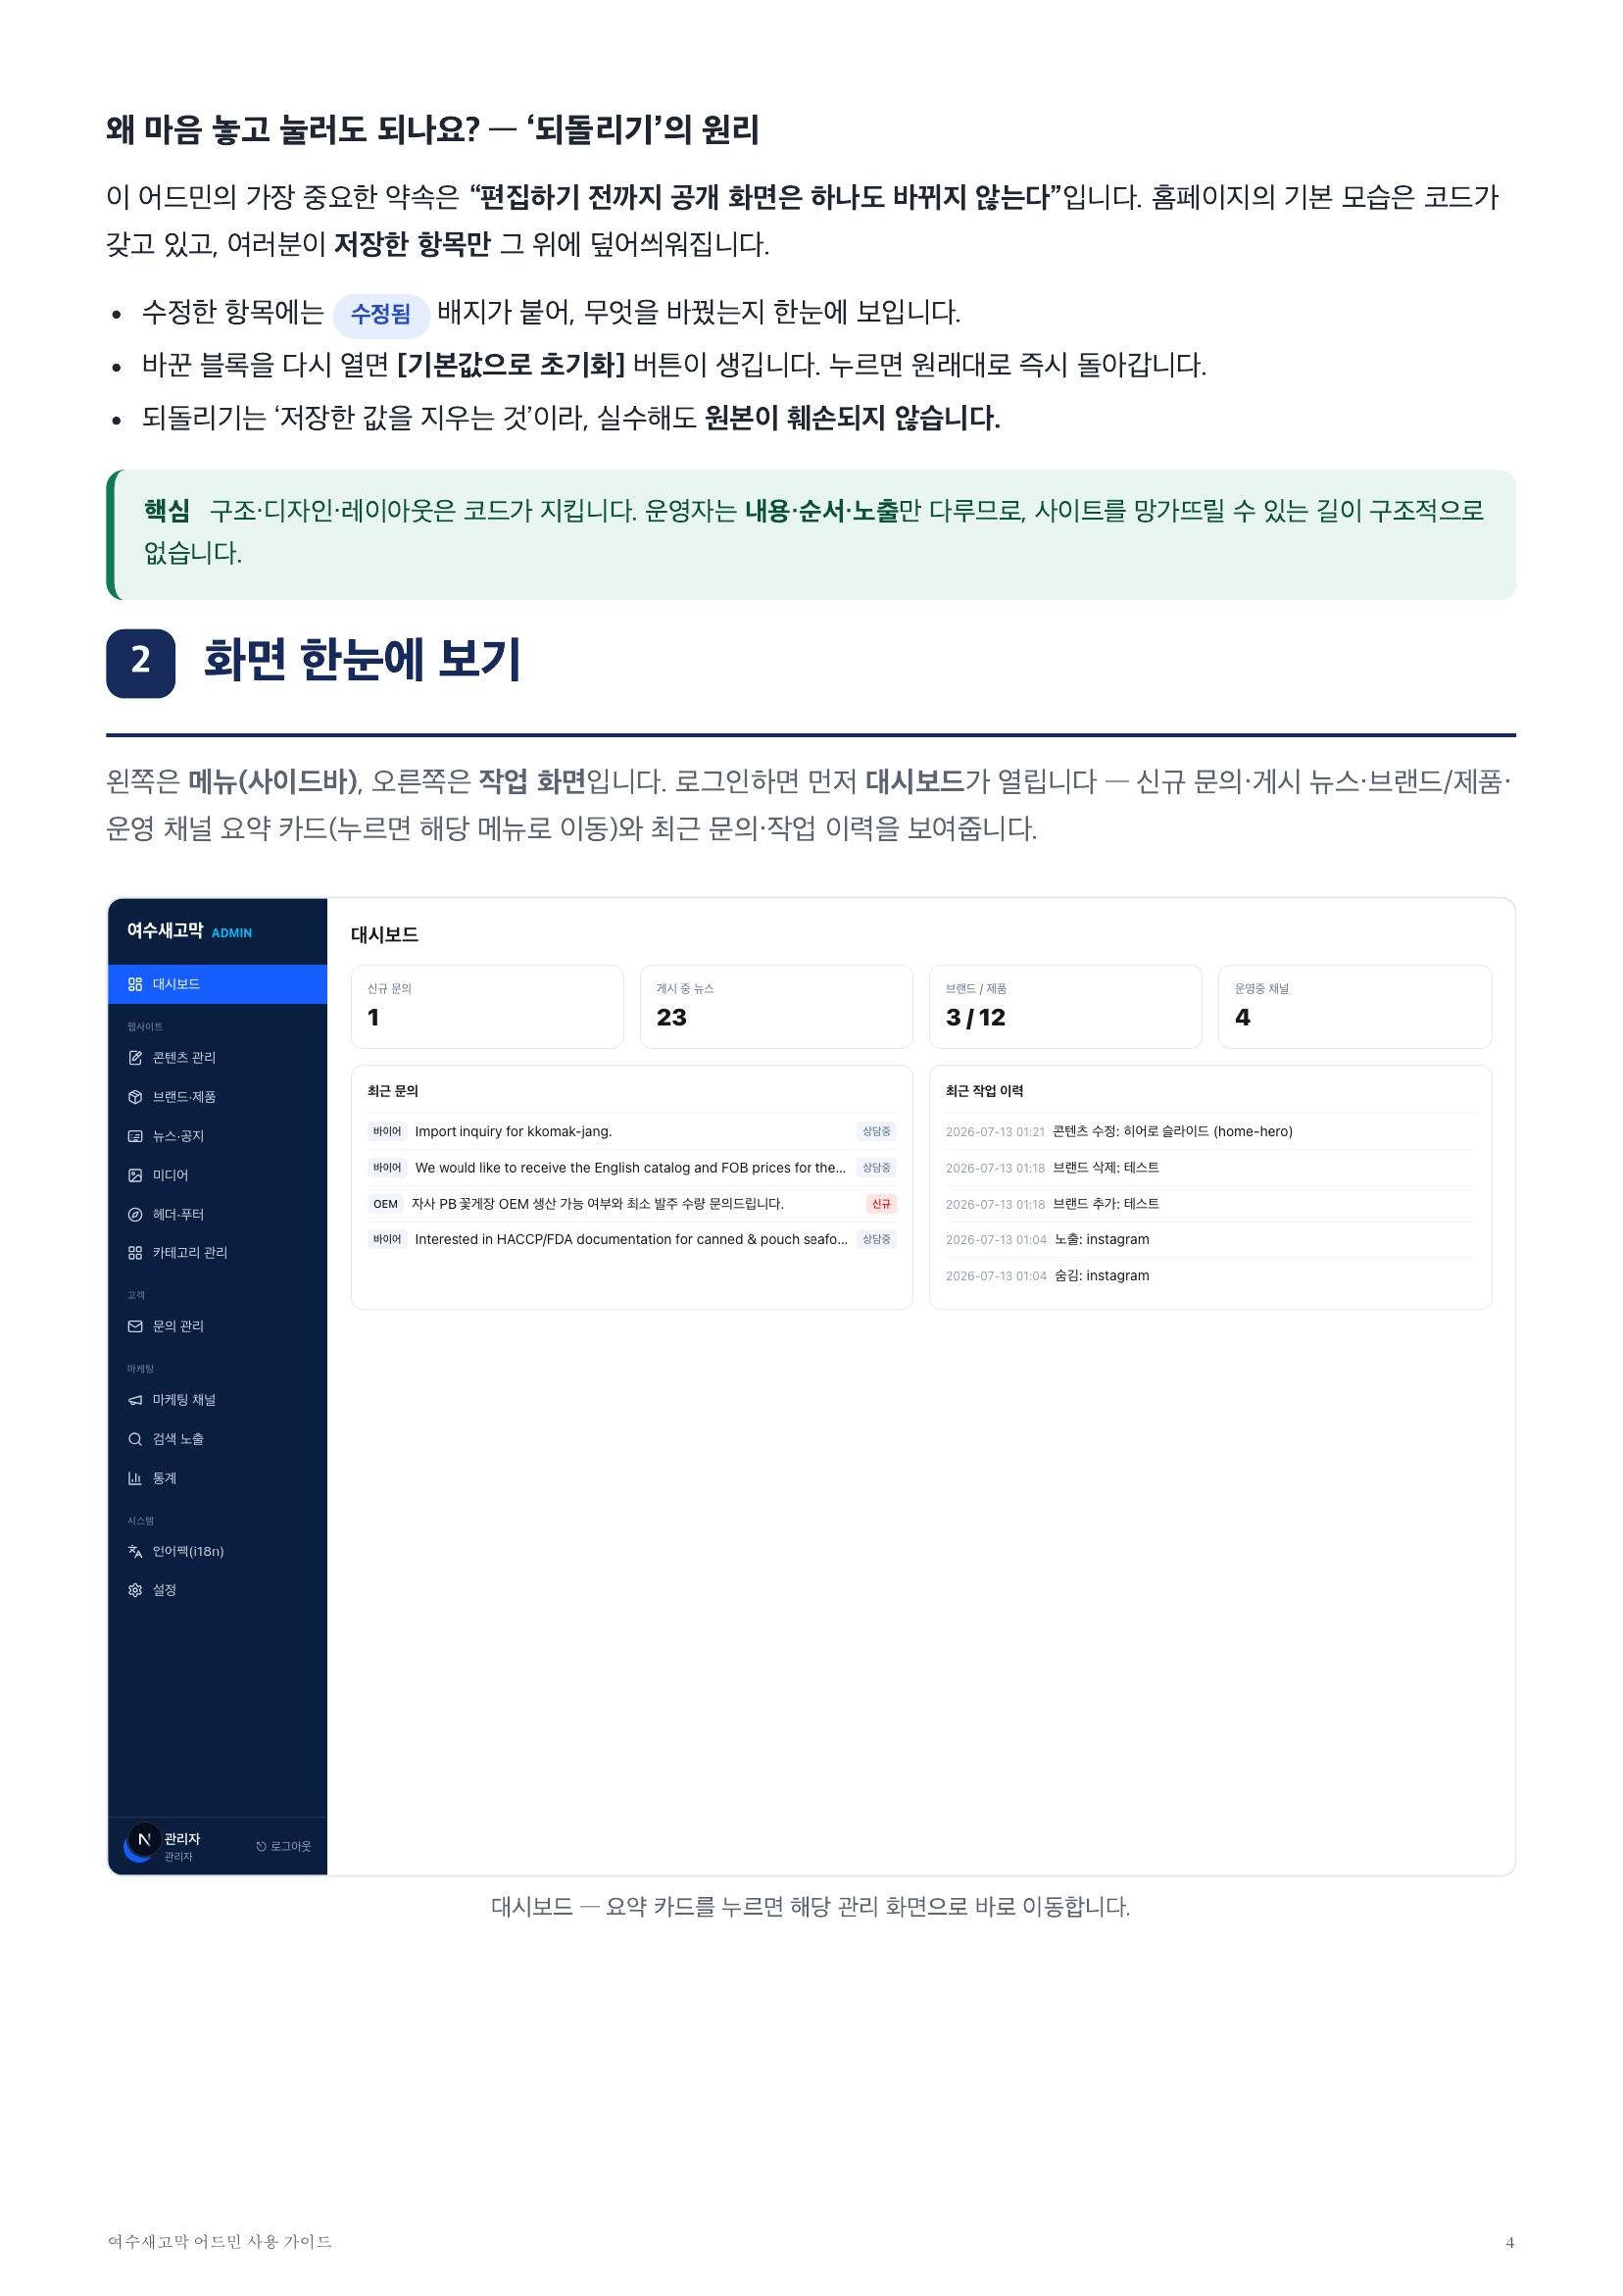 왜 마음 놓고 눌러도 되나요? — ‘되돌리기’의 원리
이 어드민의 가장 중요한 약속은 “편집하기 전까지 공개 화면은 하나도 바뀌지 않는다”입니다. 홈페이지의 기본 모습은 코드가
갖고 있고, 여러분이 저장한 항목만 그 위에 덮어씌워집니다.
• 수정한 항목에는 수정됨 배지가 붙어, 무엇을 바꿨는지 한눈에 보입니다.
• 바꾼 블록을 다시 열면 [기본값으로 초기화] 버튼이 생깁니다. 누르면 원래대로 즉시 돌아갑니다.
• 되돌리기는 ‘저장한 값을 지우는 것’이라, 실수해도 원본이 훼손되지 않습니다.
핵심 구조·디자인·레이아웃은 코드가 지킵니다. 운영자는 내용·순서·노출만 다루므로, 사이트를 망가뜨릴 수 있는 길이 구조적으로
없습니다.
2 화면 한눈에 보기
왼쪽은 메뉴(사이드바), 오른쪽은 작업 화면입니다. 로그인하면 먼저 대시보드가 열립니다 — 신규 문의·게시 뉴스·브랜드/제품·
운영 채널 요약 카드(누르면 해당 메뉴로 이동)와 최근 문의·작업 이력을 보여줍니다.
여수새고막 ADMIN
대시보드
웹사이트
콘텐츠 관리
브랜드·제품
뉴스·공지
미디어
헤더·푸터
카테고리 관리
고객
문의 관리
마케팅
마케팅 채널
검색 노출
통계
시스템
언어팩(i18n)
설정
N 관리자
관리자
로그아웃
대시보드
신규 문의
1
게시 중 뉴스
23
브랜드 / 제품
3 / 12
운영중 채널
4
최근 문의
바이어 Import inquiry for kkomak-jang. 상담중
바이어 We would like to receive the English catalog and FOB prices for the... 상담중
OEM 자사 PB 꽃게장 OEM 생산 가능 여부와 최소 발주 수량 문의드립니다. 신규
바이어 Interested in HACCP/FDA documentation for canned & pouch seafo... 상담중
최근 작업 이력
2026-07-13 01:21 콘텐츠 수정: 히어로 슬라이드 (home-hero)
2026-07-13 01:18 브랜드 삭제: 테스트
2026-07-13 01:18 브랜드 추가: 테스트
2026-07-13 01:04 노출: instagram
2026-07-13 01:04 숨김: instagram
대시보드 — 요약 카드를 누르면 해당 관리 화면으로 바로 이동합니다.
여수새고막 어드민 사용 가이드
4